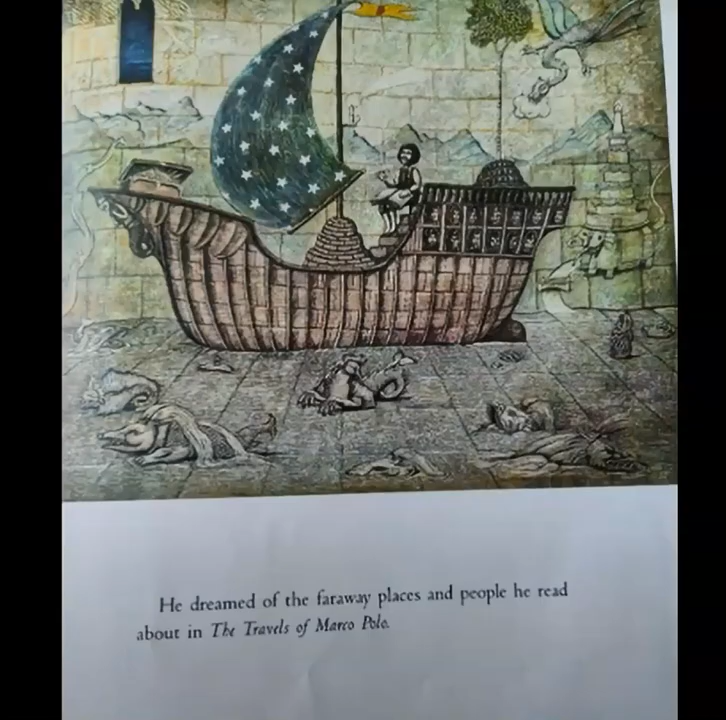 He dreamed of the faraway places and people he read
about in The Travels of Marco Polo.